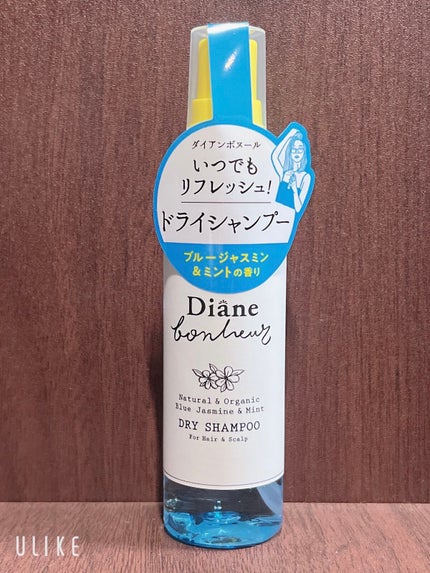 ダイアンボヌール
いつでも
リフレッシュ!
ドライシャンプー
ブルージャスミン
&ミントの香り
Diane
bonheur
Natural & Organic
Blue Jasmine & Mint
DRY SHAMPOO
For Hair & Scalp
ULIKE